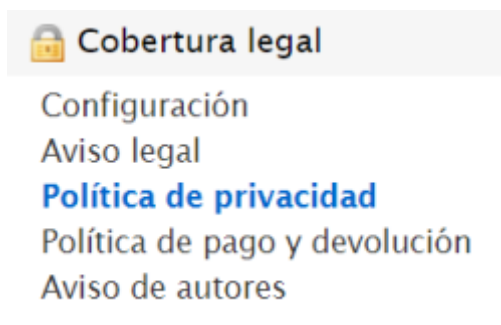 Cobertura legal
Configuración
Aviso legal
Política de privacidad
Política de pago y devolución
Aviso de autores